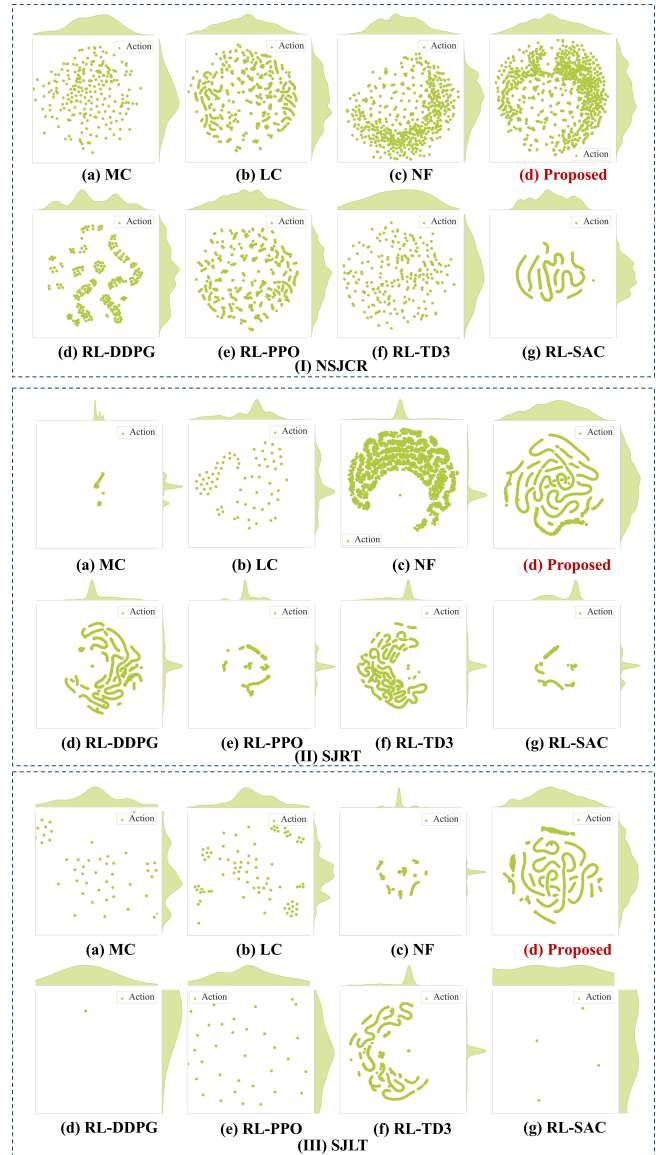 Action Action Action
(a) MC (b) LC (c) NF (d) Proposed
Action
Action Action Action Action
(d) RL-DDPG (e) RL-PPO (f) RL-TD3 (g) RL-SAC
(I) NSJCR
Action Action Action
Action
(a) MC (b) LC (c) NF (d) Proposed
Action Action Action Action
(d) RL-DDPG (e) RL-PPO (f) RL-TD3 (g) RL-SAC
(II) SJRT
Action Action Action Action
(a) MC (b) LC (c) NF (d) Proposed
Action Action Action Action
(d) RL-DDPG (e) RL-PPO (f) RL-TD3 (g) RL-SAC
(III) SJLT